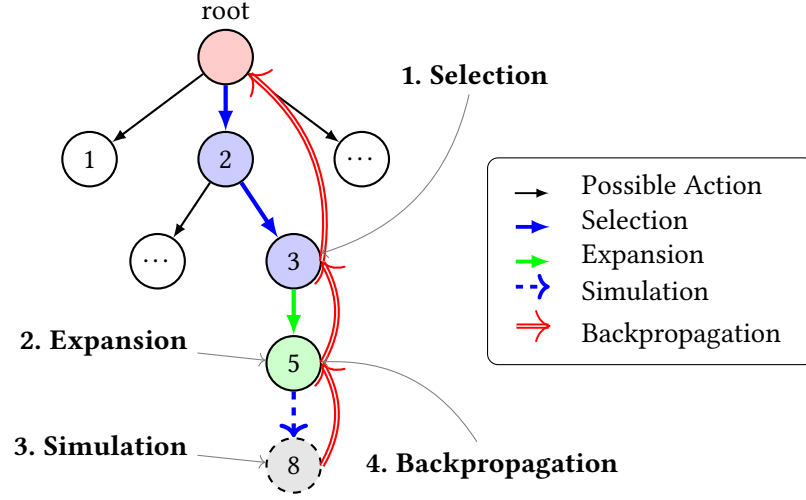 root
1. Selection
1
2
...
...
3
Possible Action
Selection
Expansion
Simulation
Backpropagation
2. Expansion
5
3. Simulation
8
4. Backpropagation